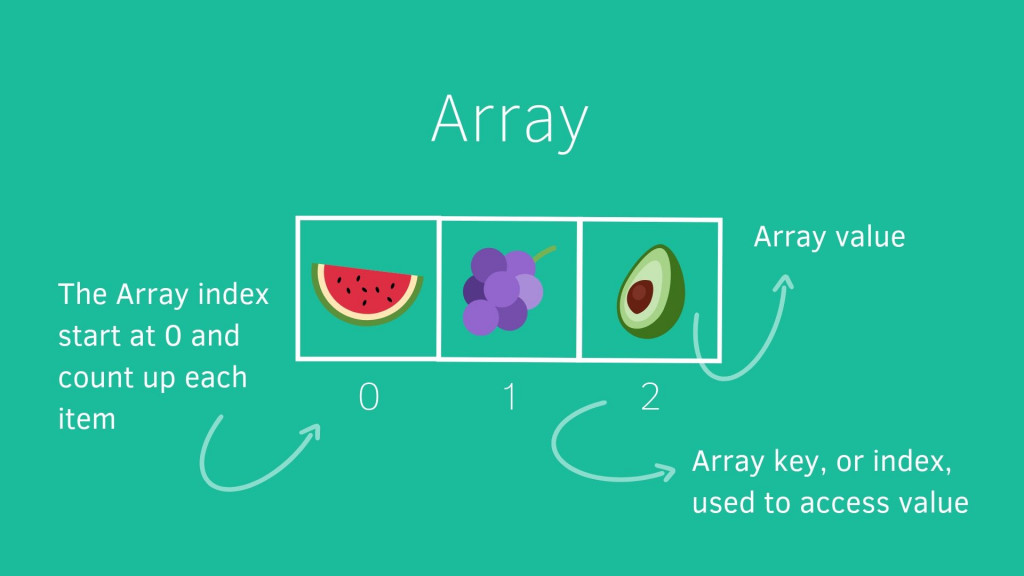 Array
Array value
The Array index
start at 0 and
count up each
item
0 1 2
Array key, or index,
used to access value